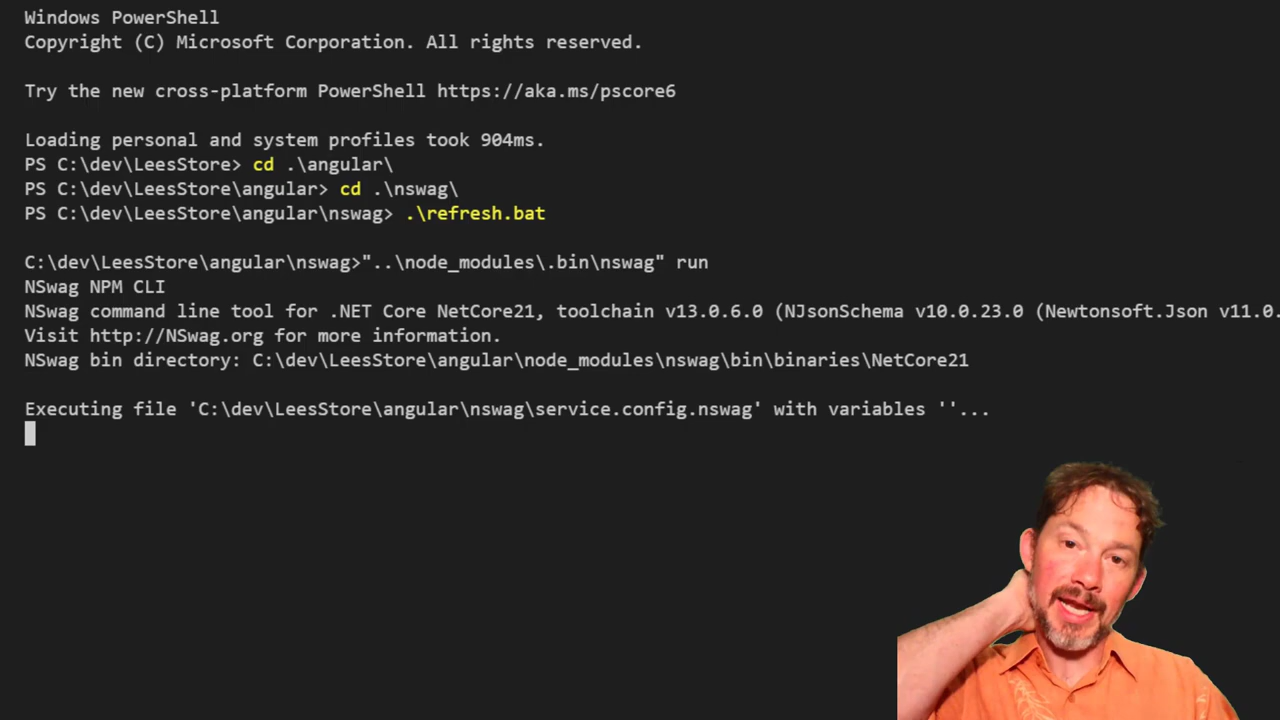 Windows PowerShell
Copyright (C) Microsoft Corporation. All rights reserved.
Try the new cross-platform PowerShell https://aka.ms/pscore6
Loading personal and system profiles took 904ms.
PS C:\dev\LeesStore> cd .\angular\
PS C:\dev\LeesStore\angular> cd .\nswag\
PS C:\dev\LeesStore\angular\nswag> .\refresh.bat
C:\dev\LeesStore\angular\nswag>"..\node_modules\.bin\nswag" run
NSwag NPM CLI
NSwag command line tool for .NET Core NetCore21, toolchain v13.0.6.0 (NJsonSchema v10.0.23.0 (Newtonsoft.Json v11.0.
Visit http://NSwag.org for more information.
NSwag bin directory: C:\dev\LeesStore\angular\node_modules\nswag\bin\binaries\NetCore21
Executing file 'C:\dev\LeesStore\angular\nswag\service.config.nswag' with variables ''...